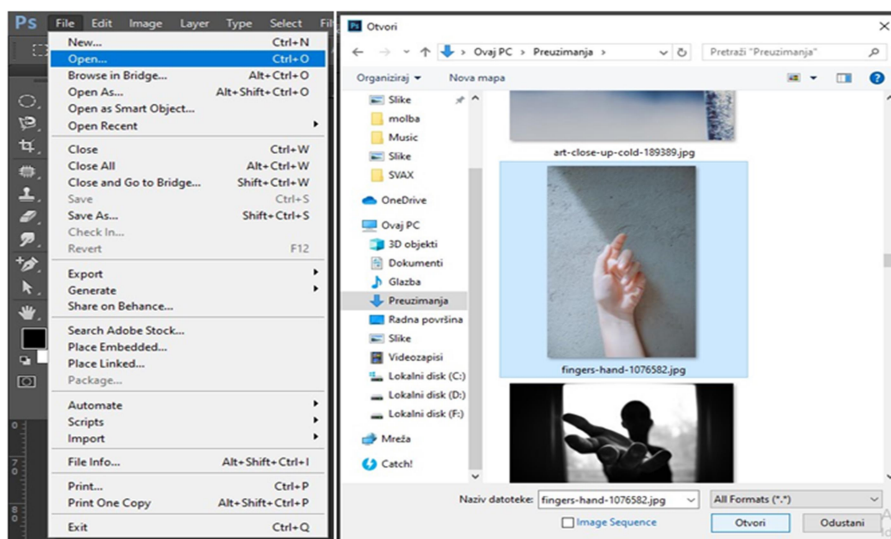 Ps File Edit Image Layer Type Select
New... Ctrl+N
Open... Ctrl+O
Browse in Bridge... Alt+Ctrl+O
Open As... Alt+Shift+Ctrl+O
Open as Smart Object...
Open Recent
Close Ctrl+W
Close All Alt+Ctrl+W
Close and Go to Bridge... Shift+Ctrl+W
Save Ctrl+S
Save As... Shift+Ctrl+S
Check In...
Revert F12
Export
Generate
Share on Behance...
Search Adobe Stock...
Place Embedded...
Place Linked...
Package...
Automate
Scripts
Import
File Info... Alt+Shift+Ctrl+I
Print... Ctrl+P
Print One Copy Alt+Shift+Ctrl+P
Exit Ctrl+Q
Ps Otvori
Ovaj PC > Preuzimanja >
Pretraži "Preuzimanja"
Organiziraj
Nova mapa
Slike
molba
Music
Slike
SVAX
OneDrive
Ovaj PC
3D objekti
Dokumenti
Glazba
Preuzimanja
Radna površina
Slike
Videozapisi
Lokalni disk (C:)
Lokalni disk (D:)
Lokalni disk (F:)
Mreža
Catch!
art-close-up-cold-189389.jpg
fingers-hand-1076582.jpg
Naziv datoteke: fingers-hand-1076582.jpg
All Formats (*.*)
Image Sequence
Otvori
Odustani